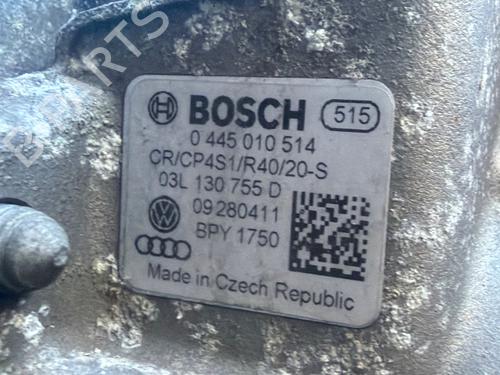 B-PARTS
BOSCH 515
0 445 010 514
CR/CP4S1/R40/20-S
03L 130 755 D
09280411
BPY 1750
Made in Czech Republic